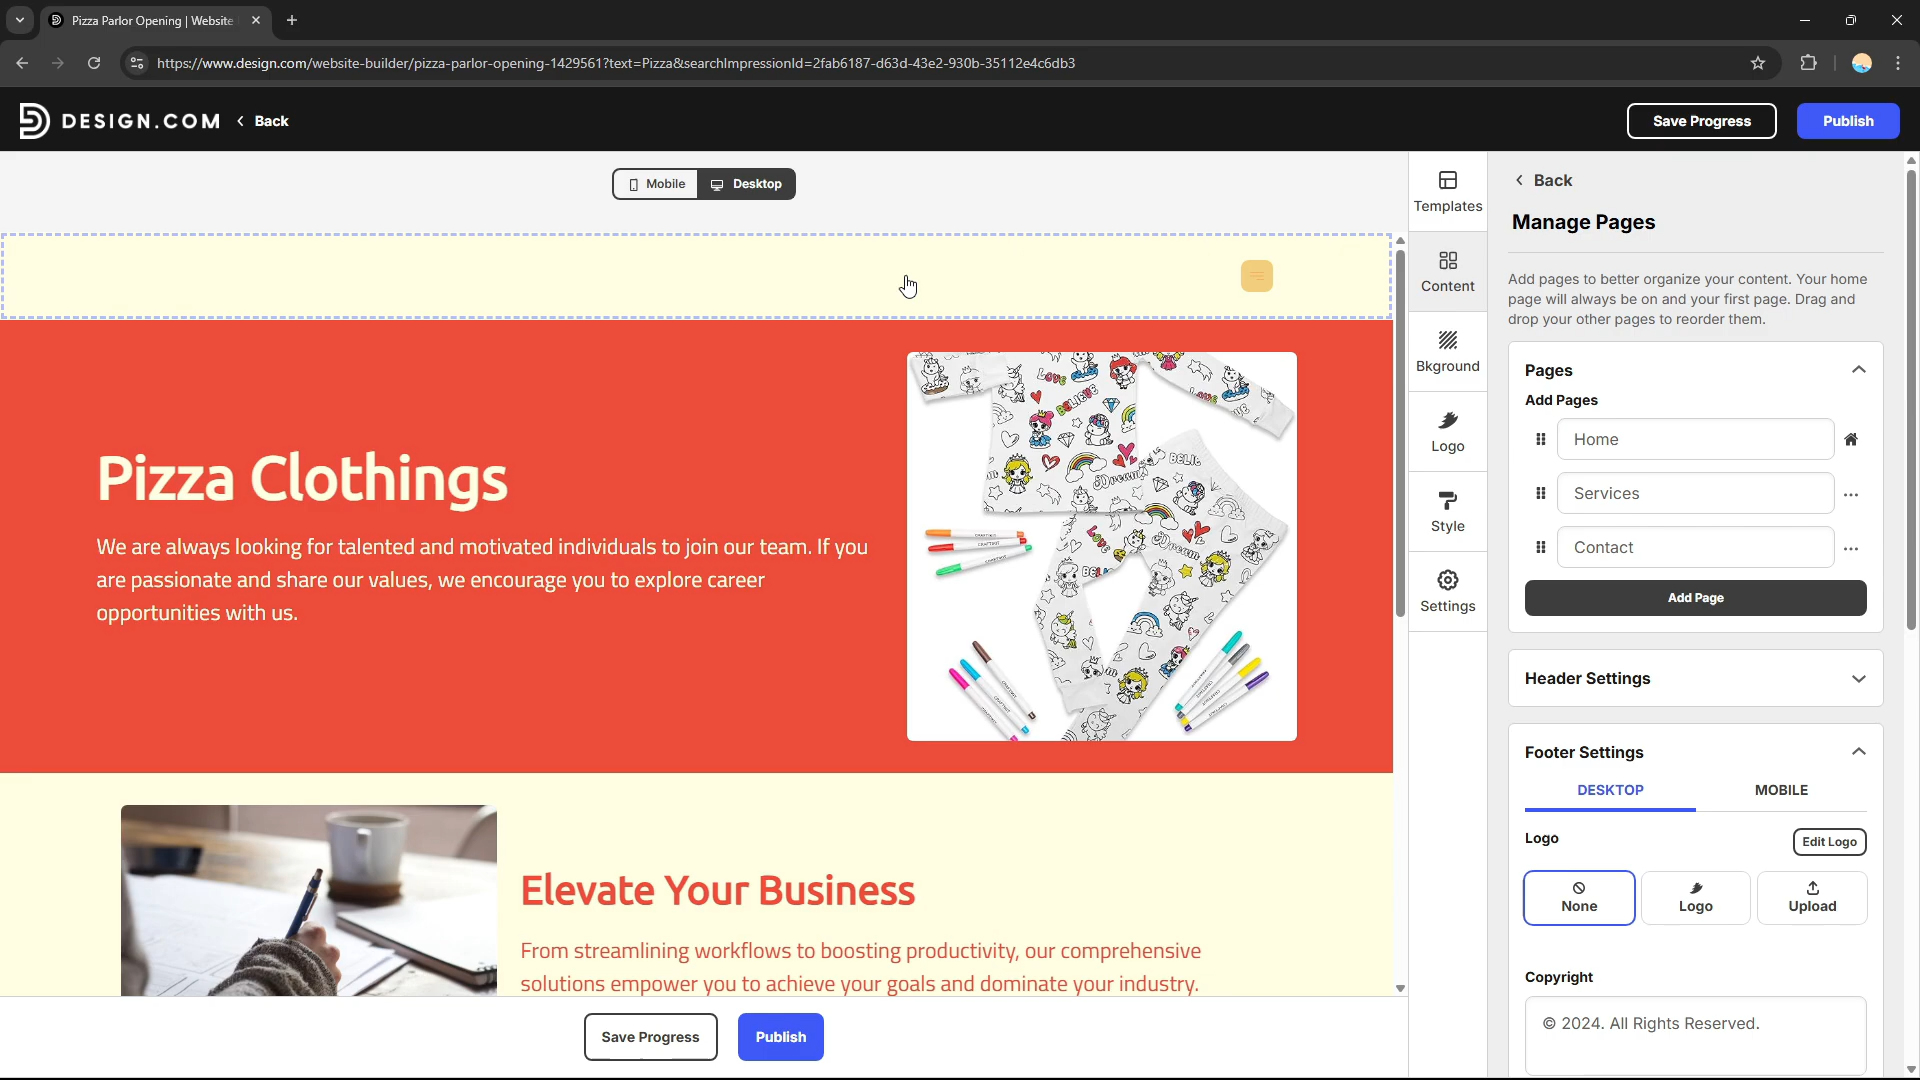 Pizza Parlor Opening | Website
https://www.design.com/website-builder/pizza-parlor-opening-1429561?text=Pizza&searchImpressionId=2fab6187-d63d-43e2-930b-35112e4c6db3
DESIGN.COM
Back
Save Progress
Publish
Mobile
Desktop
Pizza Clothings
We are always looking for talented and motivated individuals to join our team. If you
are passionate and share our values, we encourage you to explore career
opportunities with us.
LOVE
BELIEVE
Dream
Elevate Your Business
From streamlining workflows to boosting productivity, our comprehensive
solutions empower you to achieve your goals and dominate your industry.
Save Progress
Publish
Templates
Content
Bkground
Logo
Style
Settings
Back
Manage Pages
Add pages to better organize your content. Your home
page will always be on and your first page. Drag and
drop your other pages to reorder them.
Pages
Add Pages
Home
Services
Contact
Add Page
Header Settings
Footer Settings
DESKTOP
MOBILE
Logo
Edit Logo
None
Logo
Upload
Copyright
© 2024. All Rights Reserved.